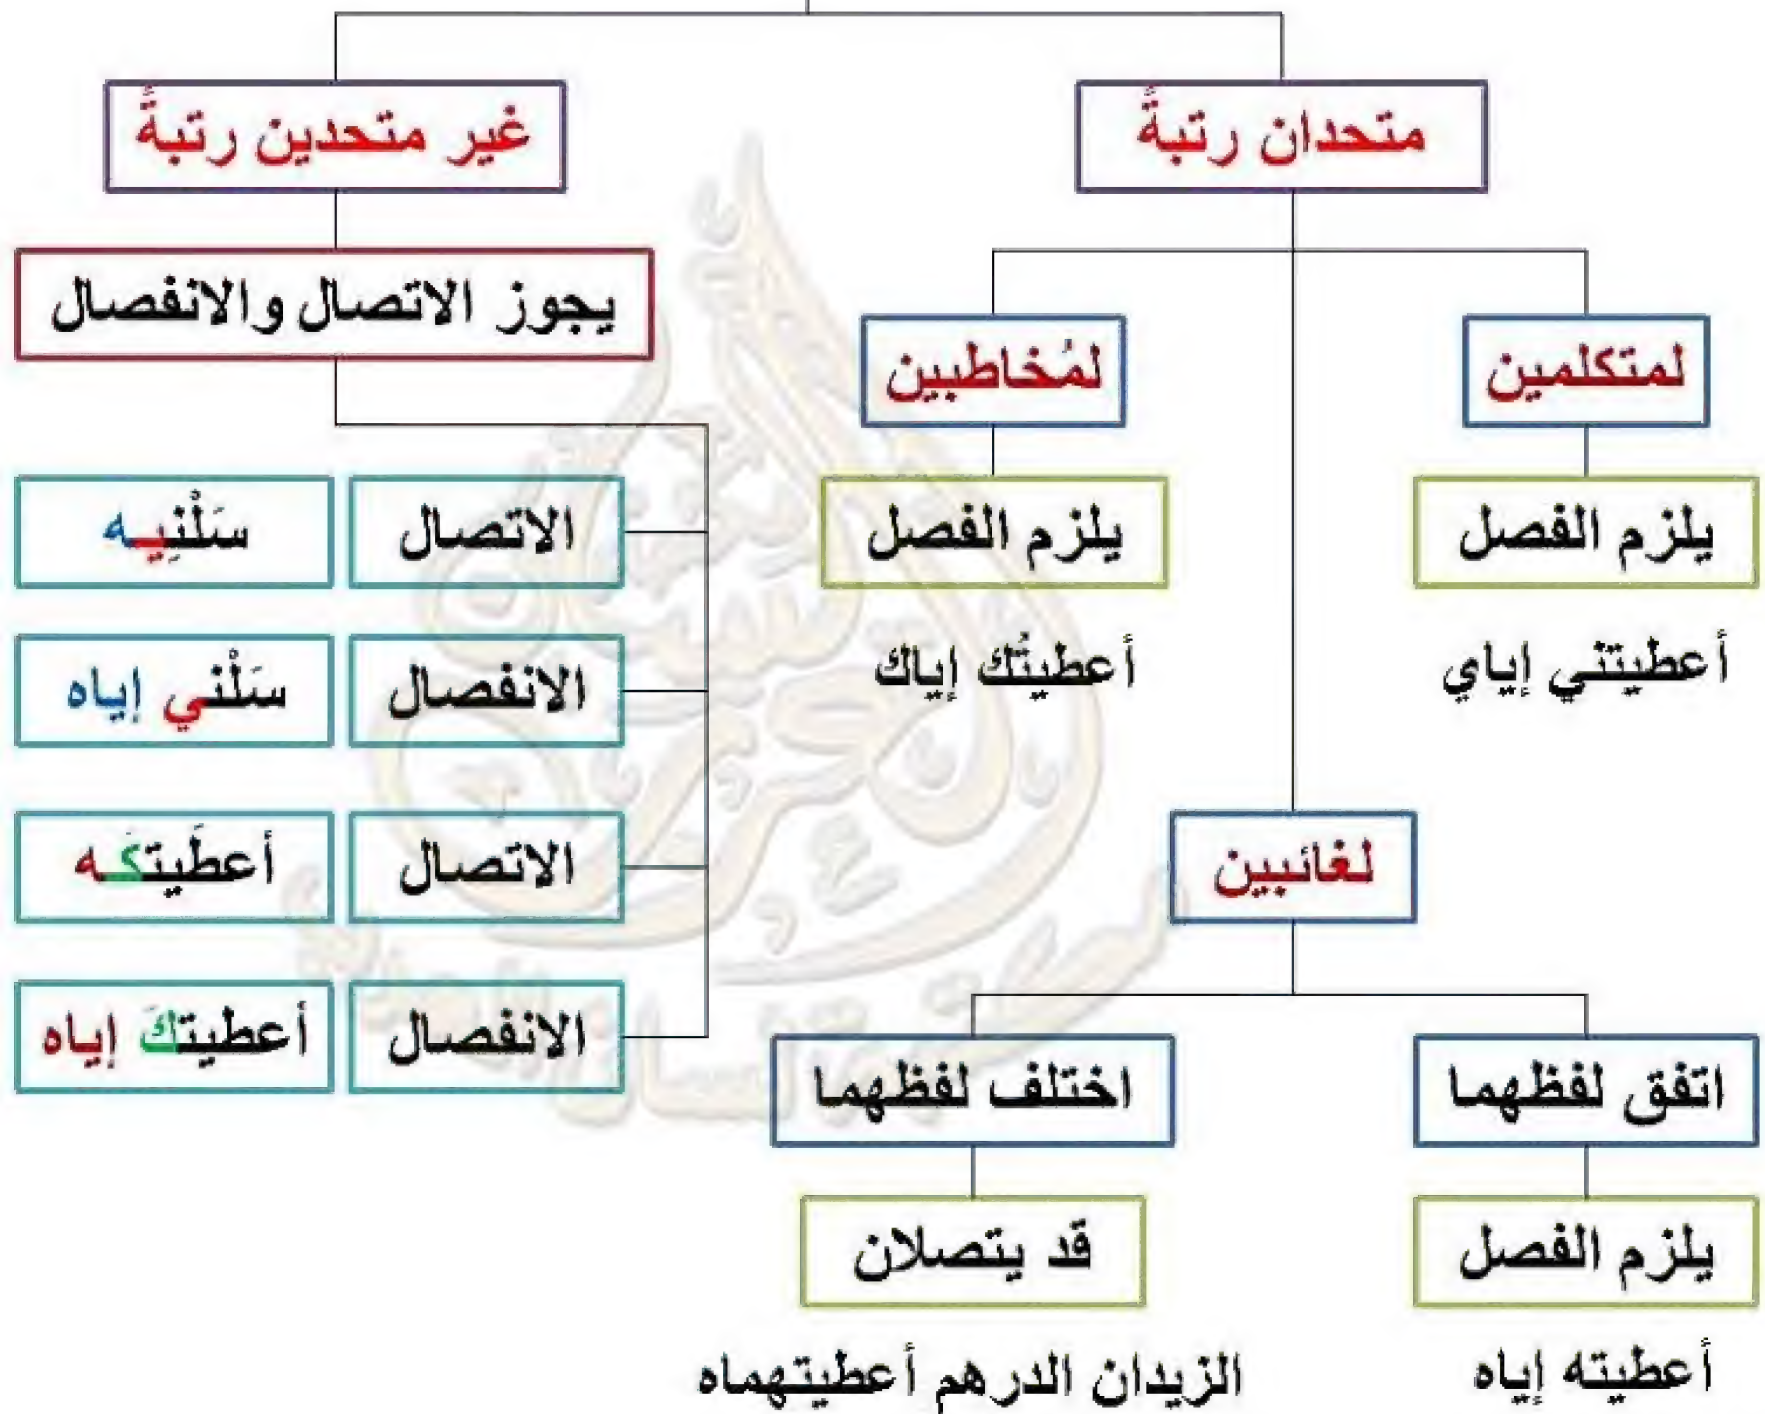 متحدان رتبةً
غير متحدين رتبةً
يجوز الاتصال والانفصال
لمتكلمين
لمُخاطبين
يلزم الفصل
يلزم الفصل
الاتصال
سَلْنِيه
أعطيتني إياي
أعطيتُك إياك
الانفصال
سَلْني إياه
لغائبين
الاتصال
أعطَيتكَه
الانفصال
أعطيتكَ إياه
اتفق لفظهما
اختلف لفظهما
يلزم الفصل
قد يتصلان
أعطيته إياه
الزيدان الدرهم أعطيتهماه